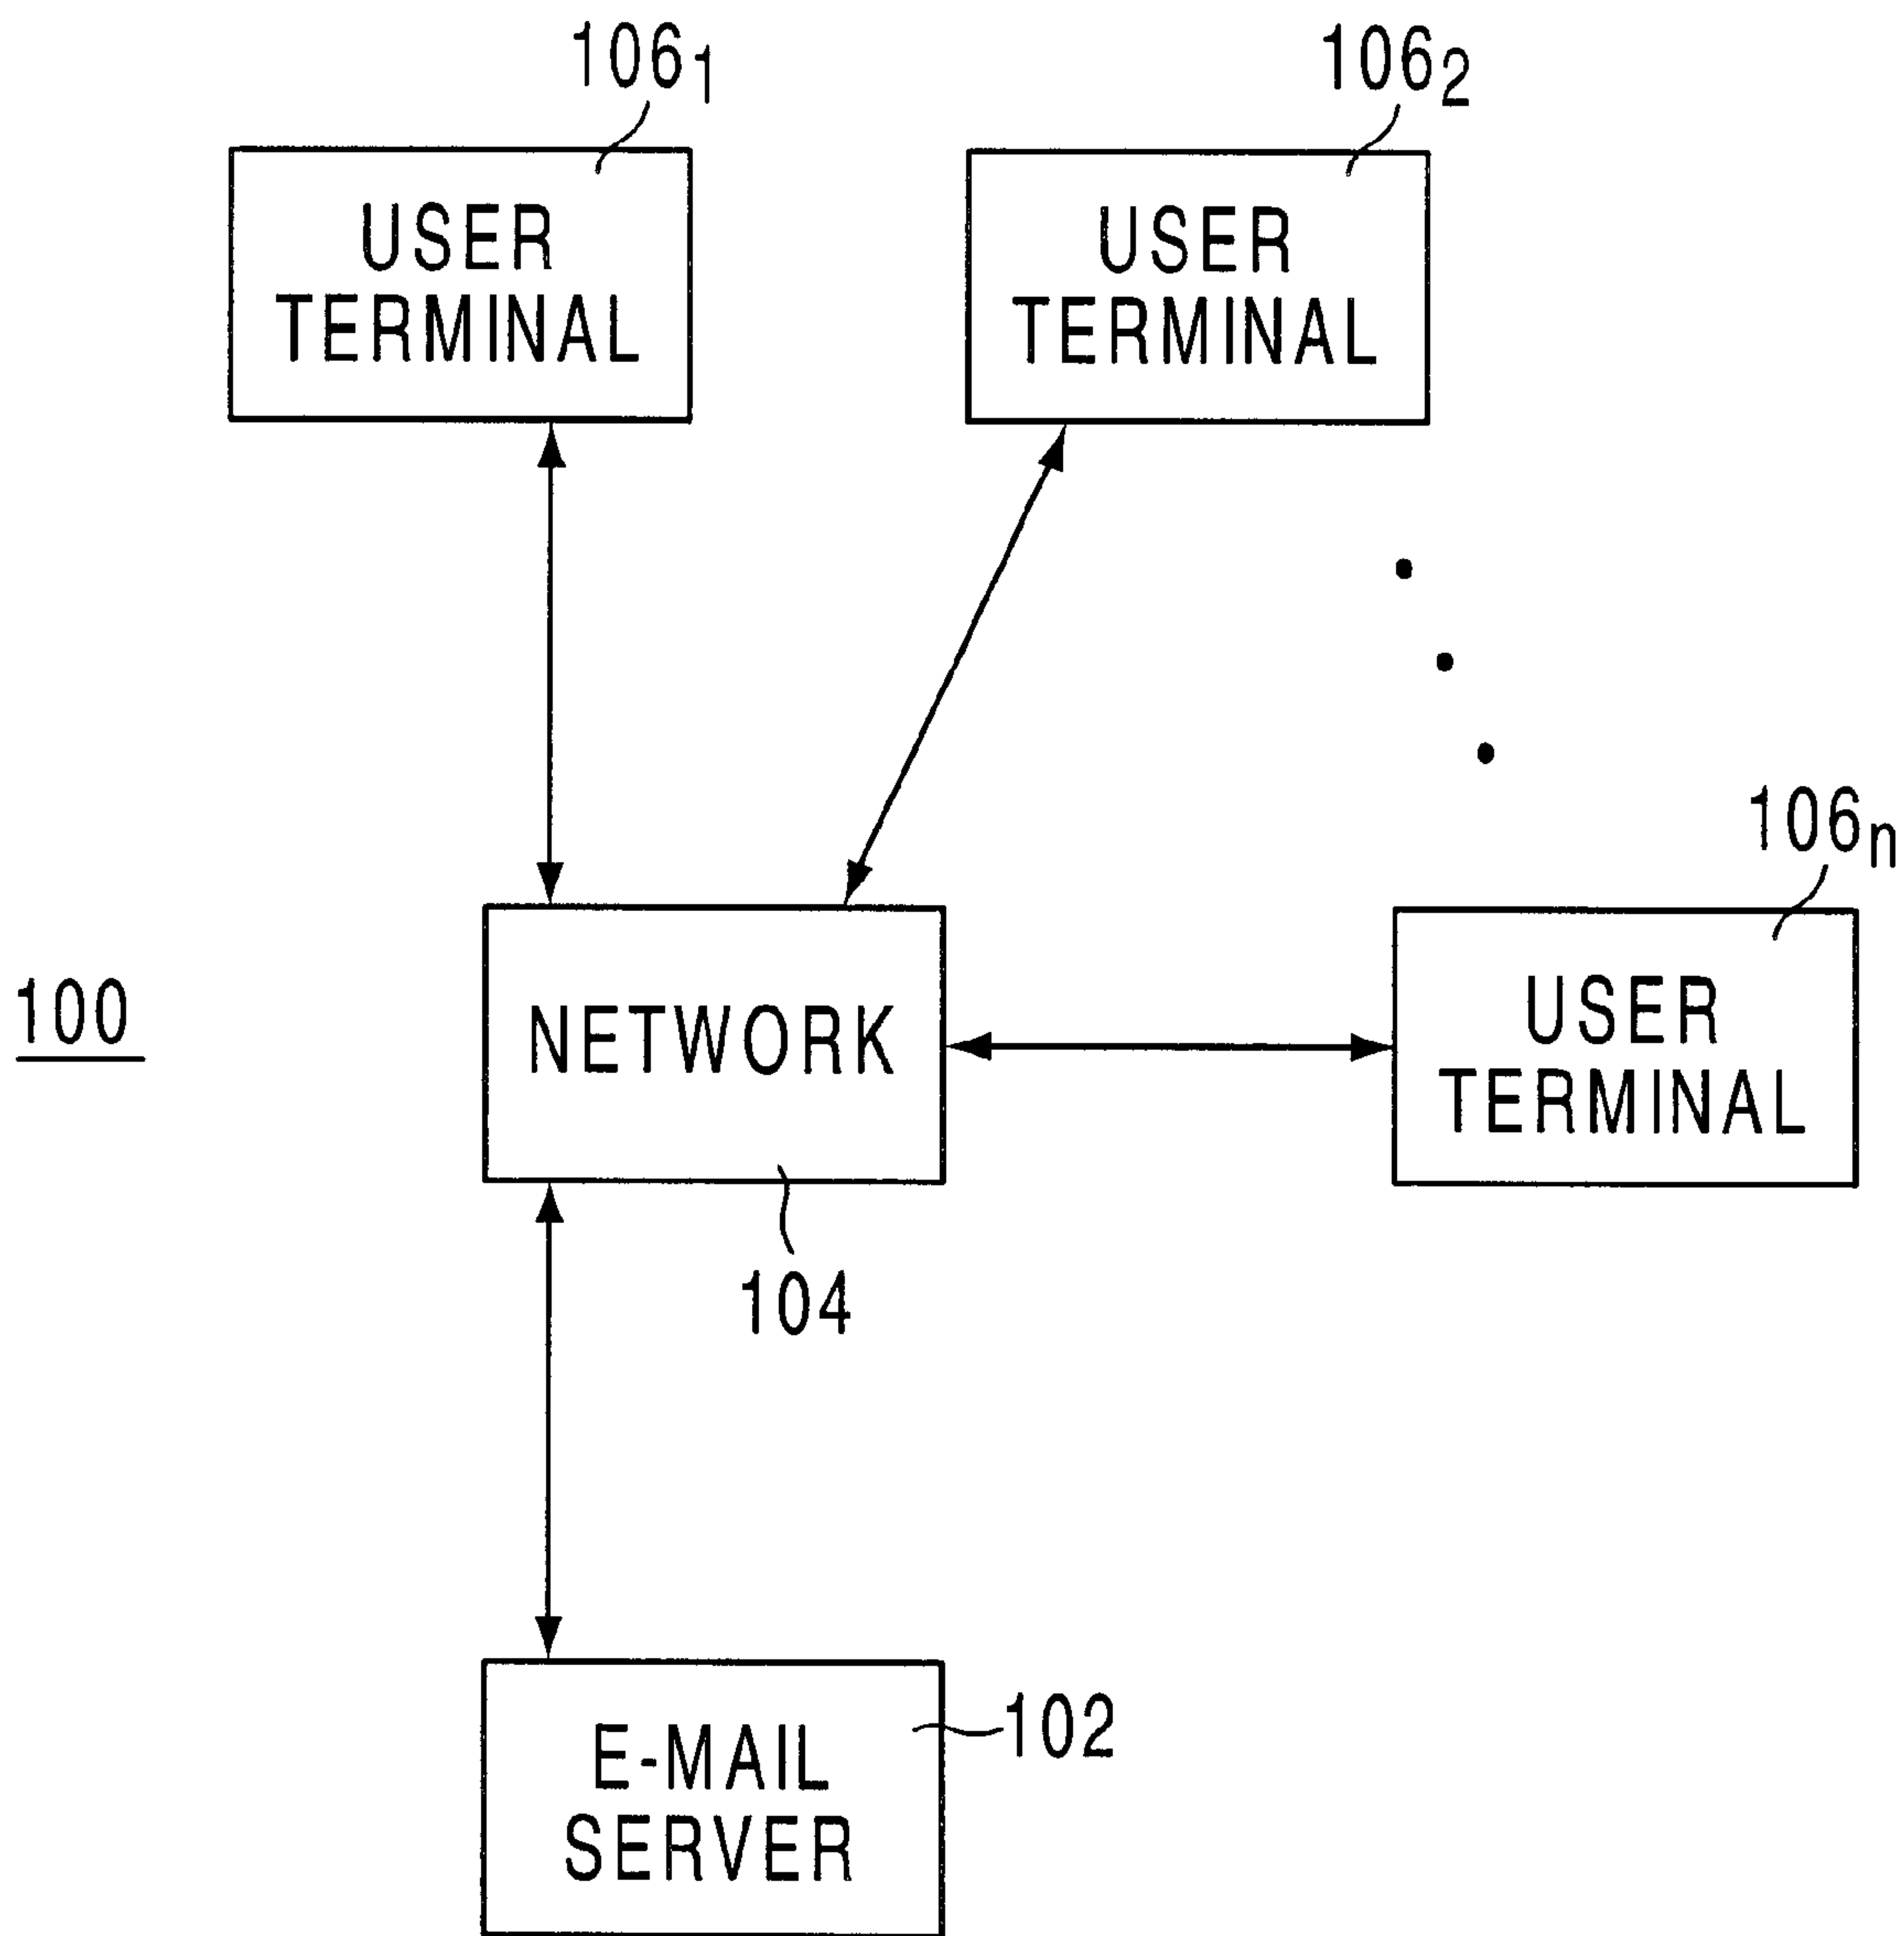 106₁
106₂
USER
TERMINAL
USER
TERMINAL
106ₙ
100
NETWORK
USER
TERMINAL
104
E-MAIL
SERVER
102